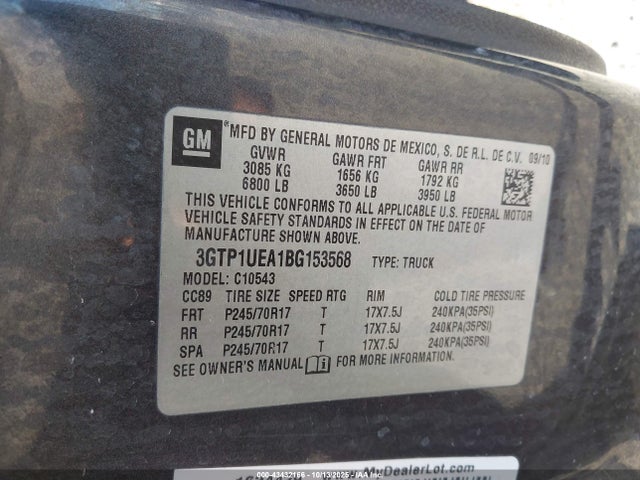 GM
®MFD BY GENERAL MOTORS DE MEXICO, S. DE R.L. DE C.V. 09/10
GVWR GAWR FRT GAWR RR
3085 KG 1656 KG 1792 KG
6800 LB 3650 LB 3950 LB
THIS VEHICLE CONFORMS TO ALL APPLICABLE U.S. FEDERAL MOTOR
VEHICLE SAFETY STANDARDS IN EFFECT ON THE DATE OF
MANUFACTURE SHOWN ABOVE.
3GTP1UEA1BG153568 TYPE: TRUCK
MODEL: C10543
CC89 TIRE SIZE SPEED RTG RIM COLD TIRE PRESSURE
FRT P245/70R17 T 17X7.5J 240KPA(35PSI)
RR P245/70R17 T 17X7.5J 240KPA(35PSI)
SPA P245/70R17 T 17X7.5J 240KPA(35PSI)
SEE OWNER'S MANUAL FOR MORE INFORMATION.
MyDealerLot.com
000-43432166 - 10/13/2025 - IAA Inc.